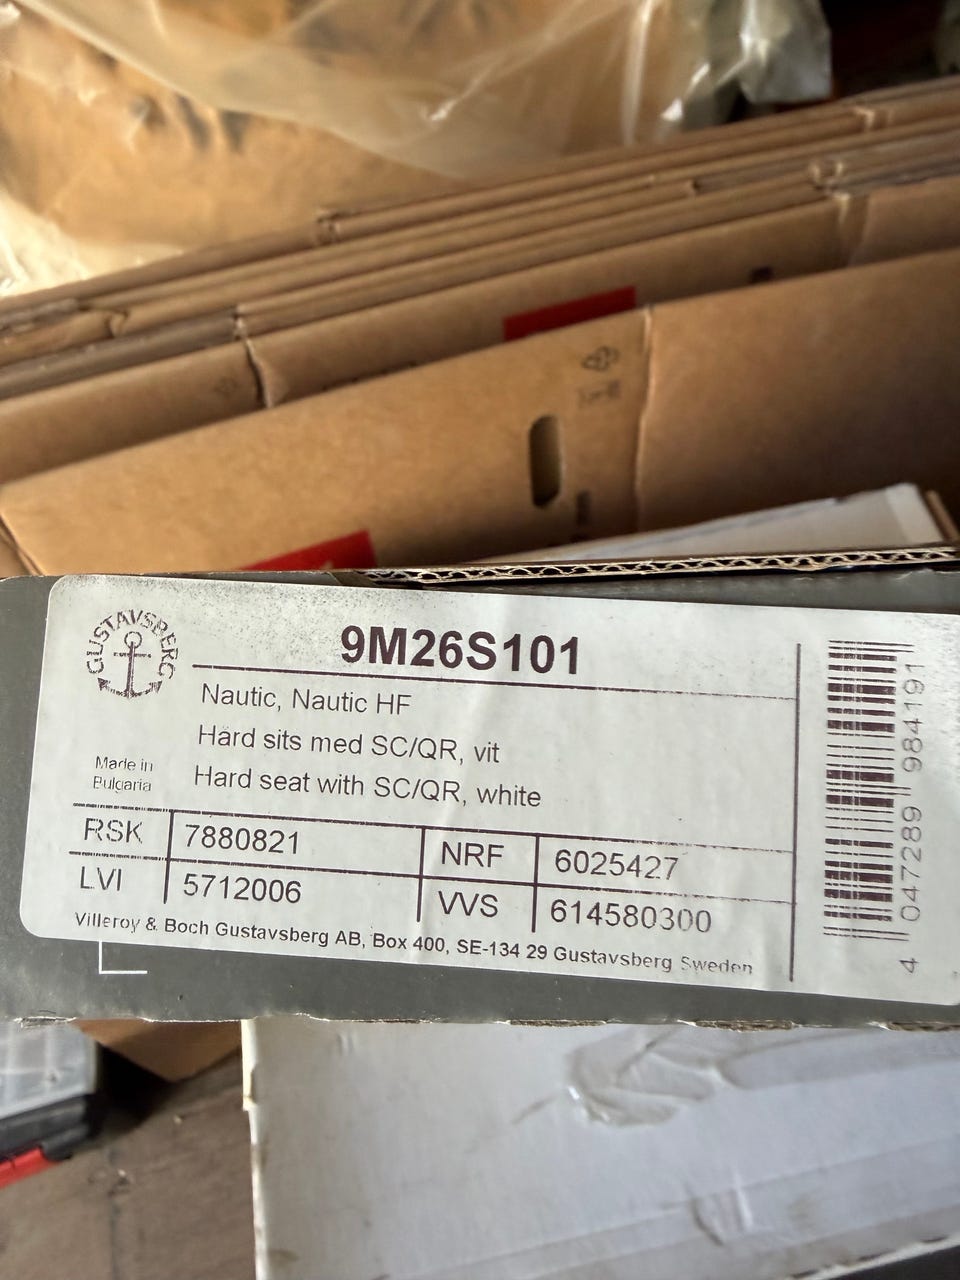 GUSTAVSBERG
9M26S101
Nautic, Nautic HF
Hard sits med SC/QR, vit
Hard seat with SC/QR, white
Made in
Bulgaria
RSK 7880821 NRF 6025427
LVI 5712006 VVS 614580300
Villeroy & Boch Gustavsberg AB, Box 400, SE-134 29 Gustavsberg Sweden
4 047289 984191